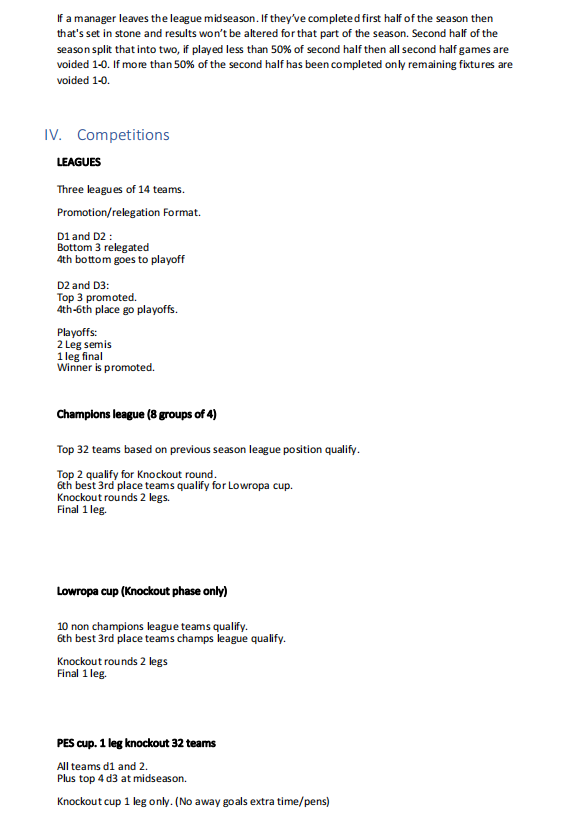 If a manager leaves the league midseason. If they've completed first half of the season then
that's set in stone and results won't be altered for that part of the season. Second half of the
season split that into two, if played less than 50% of second half then all second half games are
voided 1-0. If more than 50% of the second half has been completed only remaining fixtures are
voided 1-0.
IV. Competitions
LEAGUES
Three leagues of 14 teams.
Promotion/relegation Format.
D1 and D2 :
Bottom 3 relegated
4th bottom goes to playoff
D2 and D3:
Top 3 promoted.
4th-6th place go playoffs.
Playoffs:
2 Leg semis
1 leg final
Winner is promoted.
Champions league (8 groups of 4)
Top 32 teams based on previous season league position qualify.
Top 2 qualify for Knockout round.
6th best 3rd place teams qualify for Lowropa cup.
Knockout rounds 2 legs.
Final 1 leg.
Lowropa cup (Knockout phase only)
10 non champions league teams qualify.
6th best 3rd place teams champs league qualify.
Knockout rounds 2 legs
Final 1 leg.
PES cup. 1 leg knockout 32 teams
All teams d1 and 2.
Plus top 4 d3 at midseason.
Knockout cup 1 leg only. (No away goals extra time/pens)